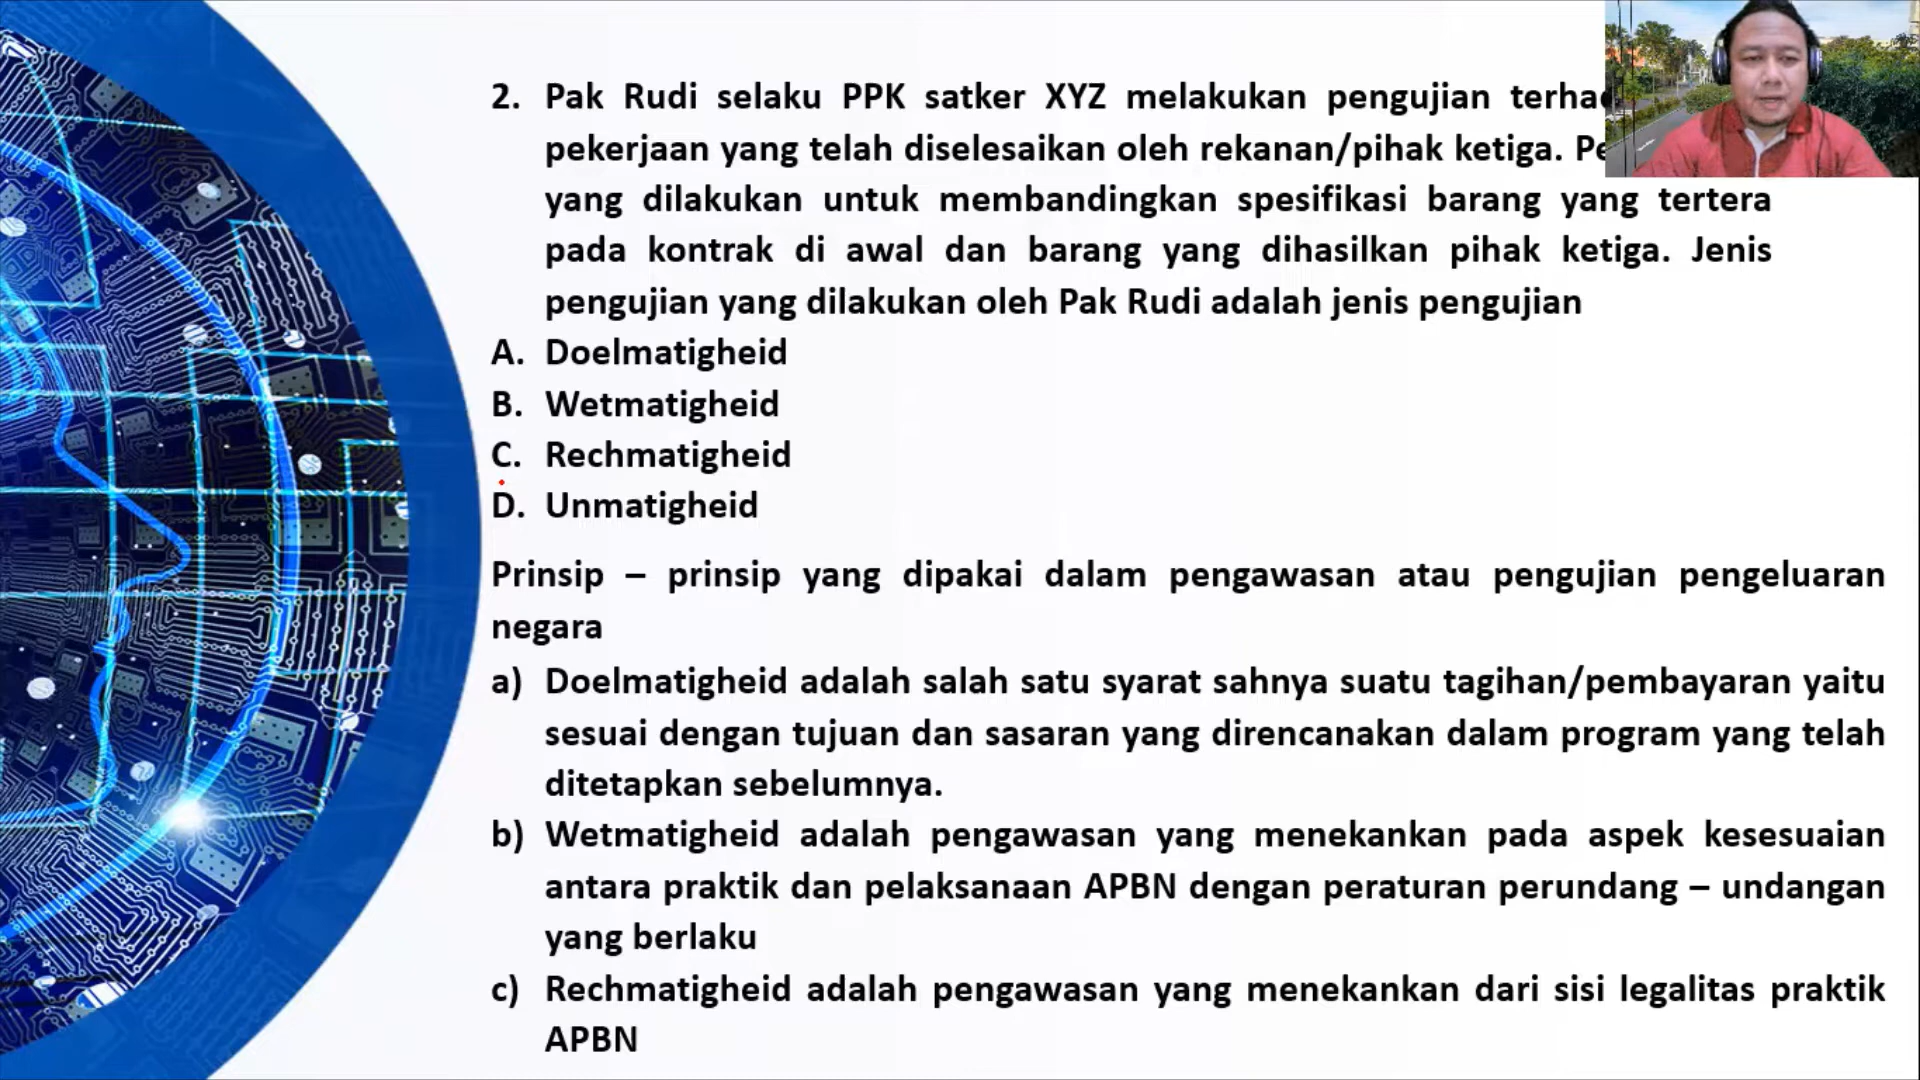 2. Pak Rudi selaku PPK satker XYZ melakukan pengujian
pekerjaan yang telah diselesaikan oleh rekanan/pihak ketiga.
yang dilakukan untuk membandingkan spesifikasi barang yang tertera
pada kontrak di awal dan barang yang dihasilkan pihak ketiga. Jenis
pengujian yang dilakukan oleh Pak Rudi adalah jenis pengujian
A. Doelmatigheid
B. Wetmatigheid
C. Rechmatigheid
D. Unmatigheid
Prinsip – prinsip yang dipakai dalam pengawasan atau pengujian pengeluaran
negara
a) Doelmatigheid adalah salah satu syarat sahnya suatu tagihan/pembayaran yaitu
sesuai dengan tujuan dan sasaran yang direncanakan dalam program yang telah
ditetapkan sebelumnya.
b) Wetmatigheid adalah pengawasan yang menekankan pada aspek kesesuaian
antara praktik dan pelaksanaan APBN dengan peraturan perundang – undangan
yang berlaku
c) Rechmatigheid adalah pengawasan yang menekankan dari sisi legalitas praktik
APBN